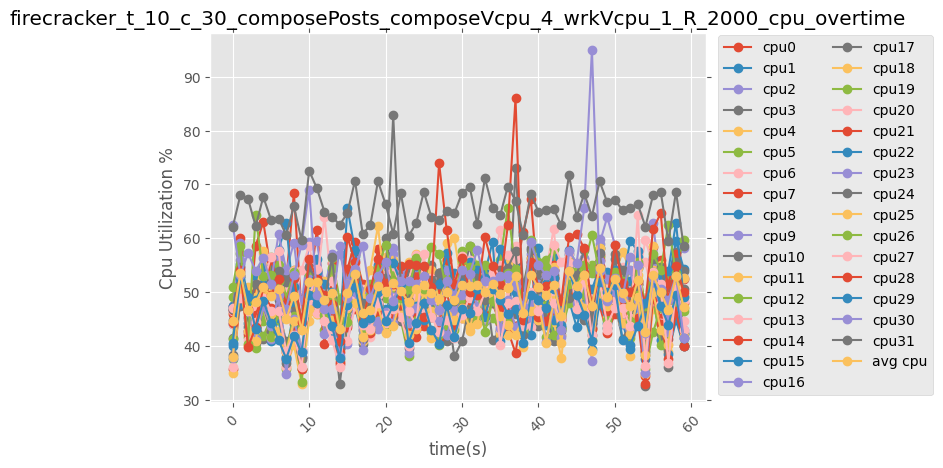 firecracker_t_10_c_30_composePosts_composeVcpu_4_wrkVcpu_1_R_2000_cpu_overtime
Cpu Utilization %
90
80
70
60
50
40
30
0
10
20
30
40
50
60
time(s)
cpu0
cpu1
cpu2
cpu3
cpu4
cpu5
cpu6
cpu7
cpu8
cpu9
cpu10
cpu11
cpu12
cpu13
cpu14
cpu15
cpu16
cpu17
cpu18
cpu19
cpu20
cpu21
cpu22
cpu23
cpu24
cpu25
cpu26
cpu27
cpu28
cpu29
cpu30
cpu31
avg cpu